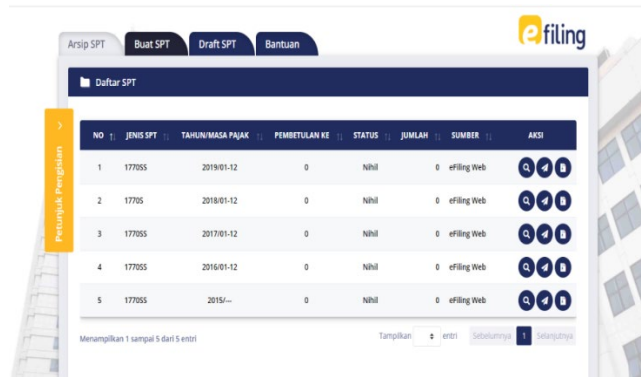 Arsip SPT Buat SPT Draft SPT Bantuan
efiling
Daftar SPT
Petunjuk Pengisian
NO JENIS SPT TAHUN/MASA PAJAK PEMBETULAN KE STATUS JUMLAH SUMBER AKSI
1 1770SS 2019/01-12 0 Nihil 0 eFiling Web
2 1770S 2018/01-12 0 Nihil 0 eFiling Web
3 1770SS 2017/01-12 0 Nihil 0 eFiling Web
4 1770SS 2016/01-12 0 Nihil 0 eFiling Web
5 1770SS 2015/--- 0 Nihil 0 eFiling Web
Menampilkan 1 sampai 5 dari 5 entri Tampilkan entri Sebelumnya 1 Selanjutnya